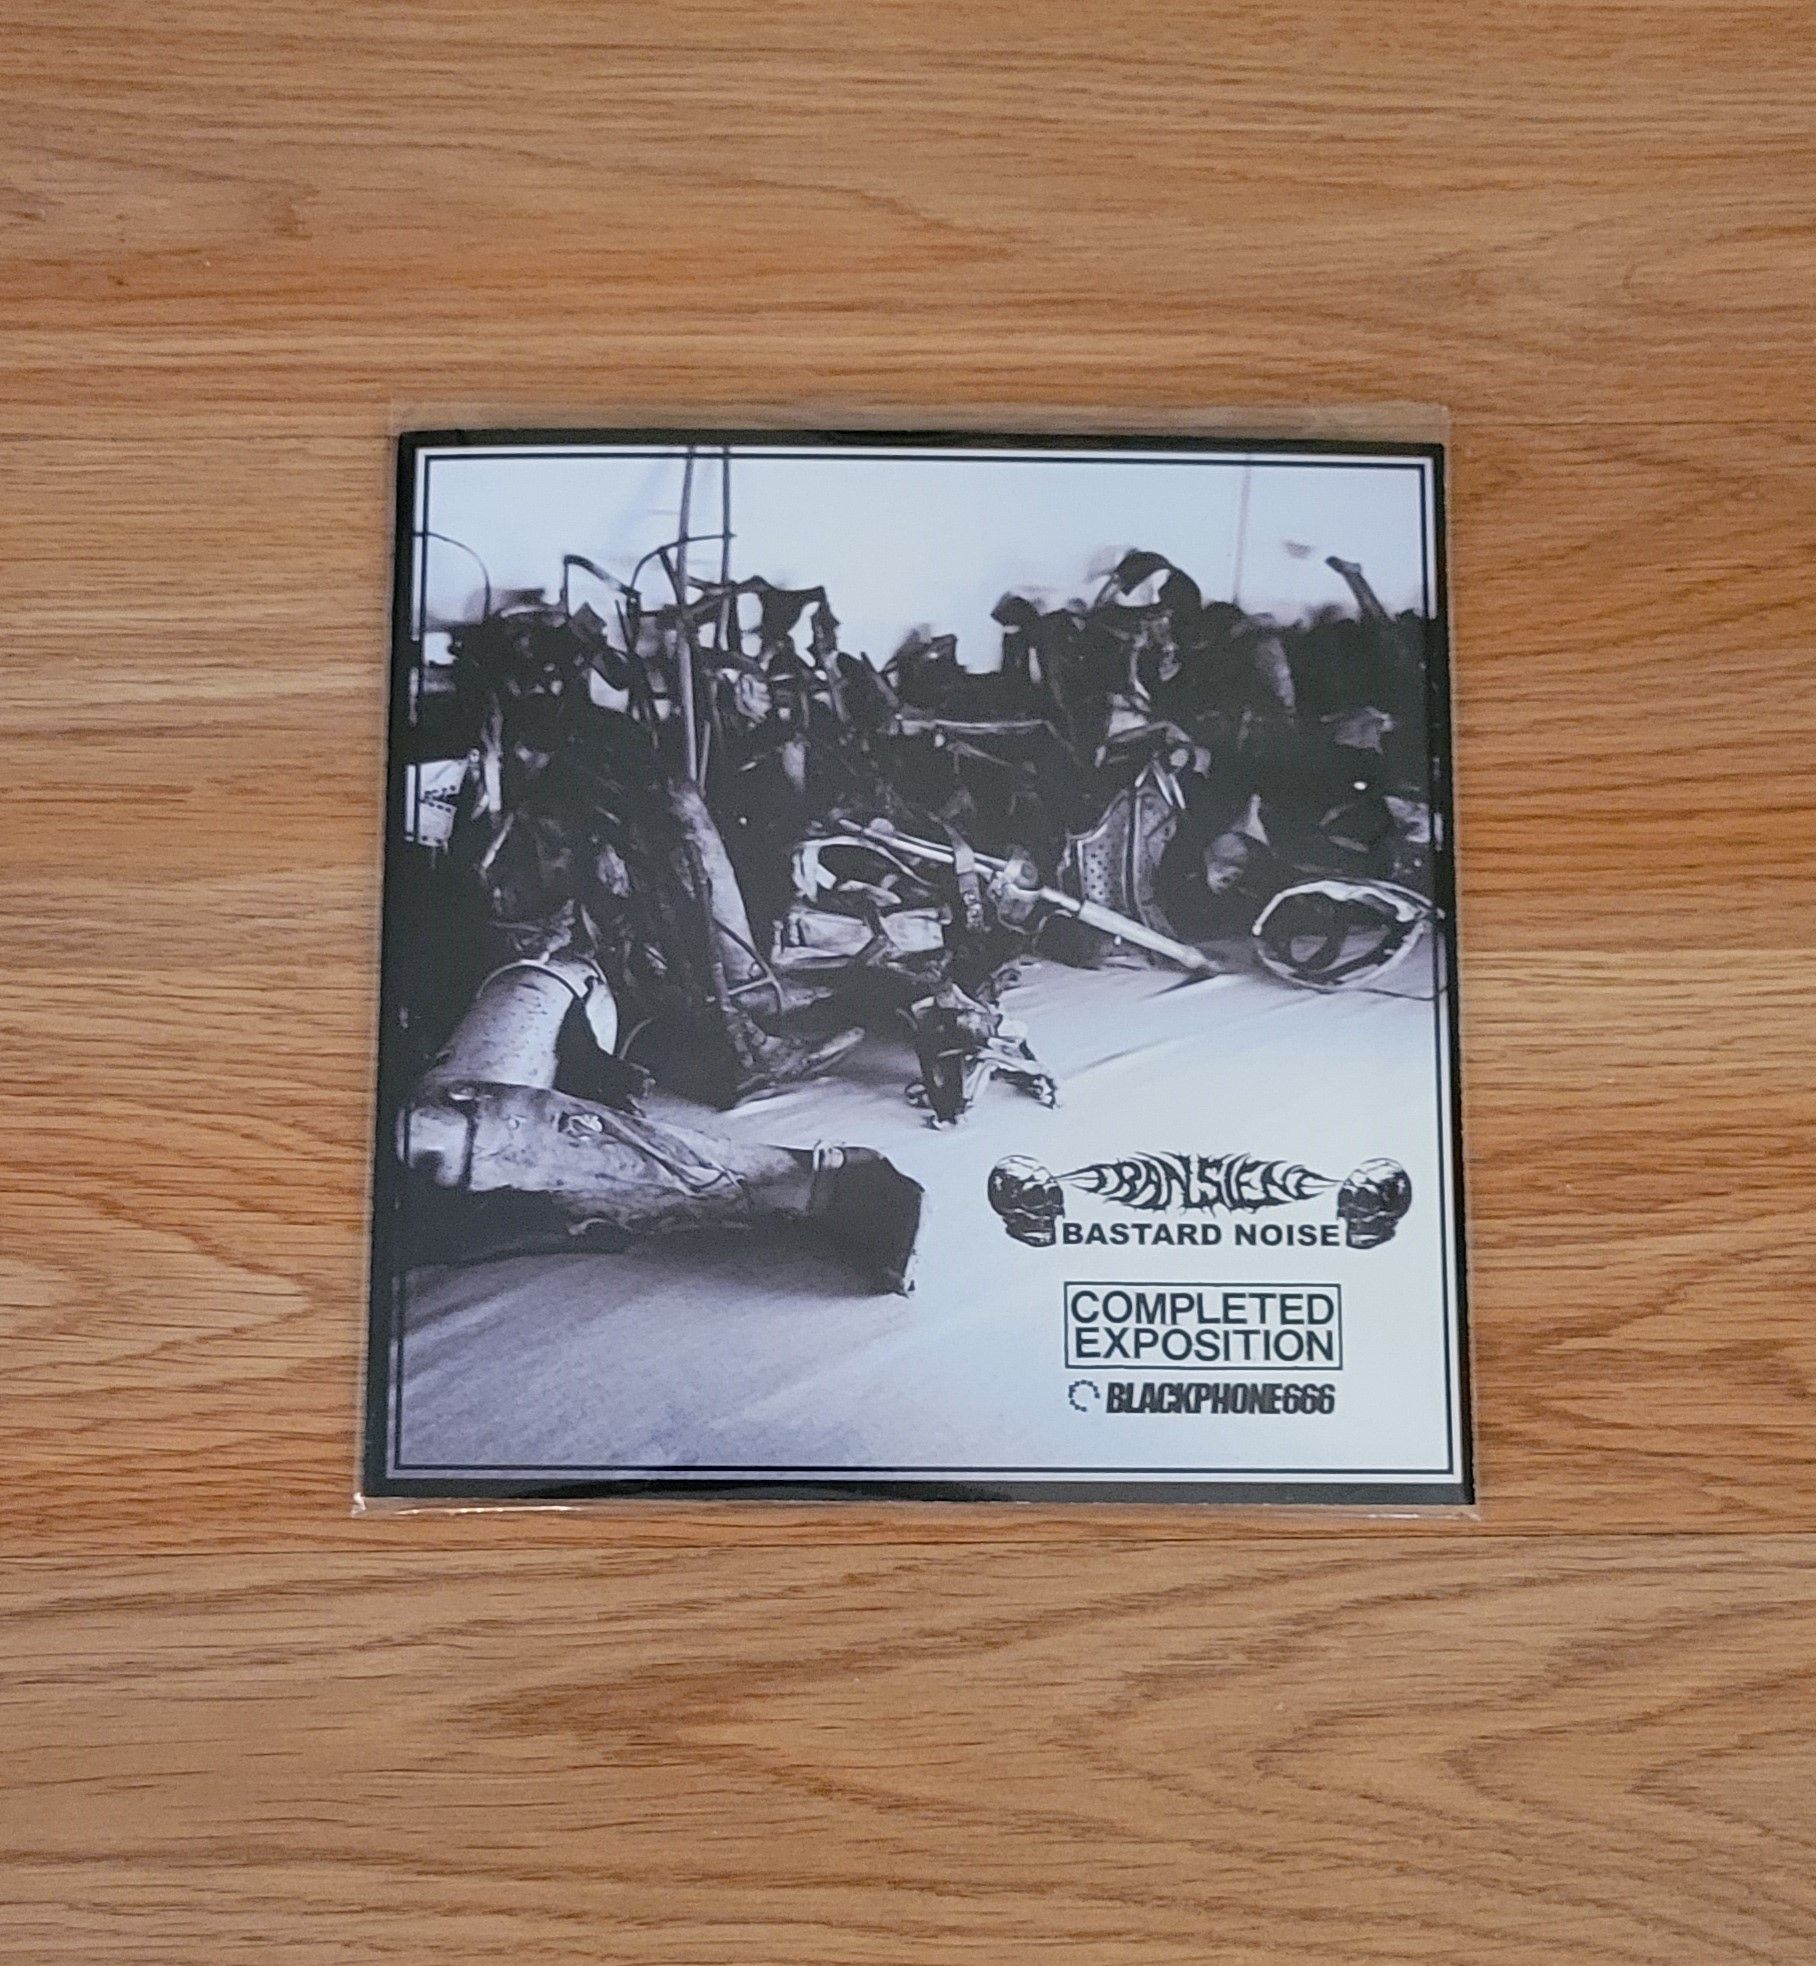 TRANSIENT
BASTARD NOISE
COMPLETED
EXPOSITION
BLACKPHONE666